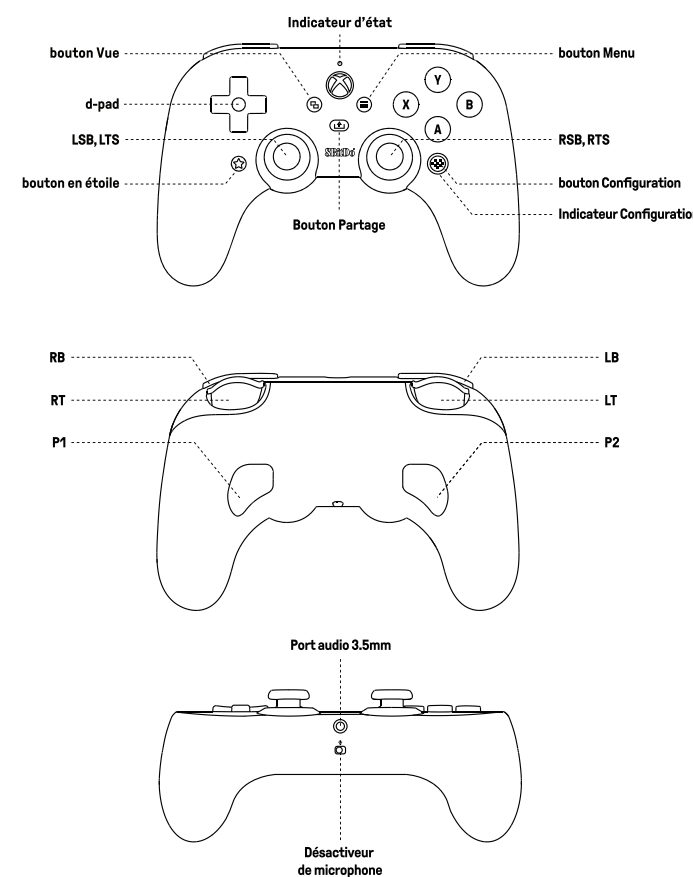 Indicateur d'état
bouton Vue
bouton Menu
d-pad
Y
X
B
A
LSB, LTS
RSB, RTS
8BitDo
bouton en étoile
bouton Configuration
Indicateur Configuratio
Bouton Partage
RB
LB
RT
LT
P1
P2
Port audio 3.5mm
Désactiveur
de microphone